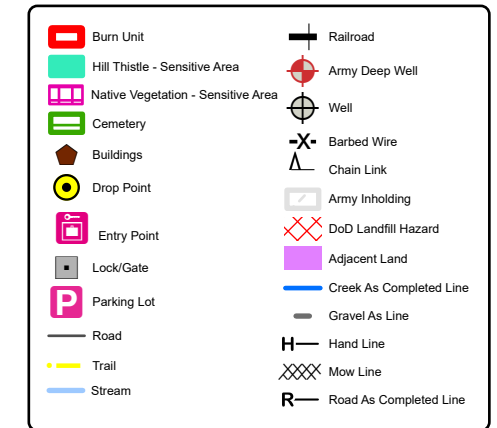 Burn Unit
Hill Thistle - Sensitive Area
Native Vegetation - Sensitive Area
Cemetery
Buildings
Drop Point
Entry Point
Lock/Gate
P
Parking Lot
Road
Trail
Stream
Railroad
Army Deep Well
Well
-X- Barbed Wire
Chain Link
Army Inholding
DoD Landfill Hazard
Adjacent Land
Creek As Completed Line
Gravel As Line
H Hand Line
Mow Line
R Road As Completed Line